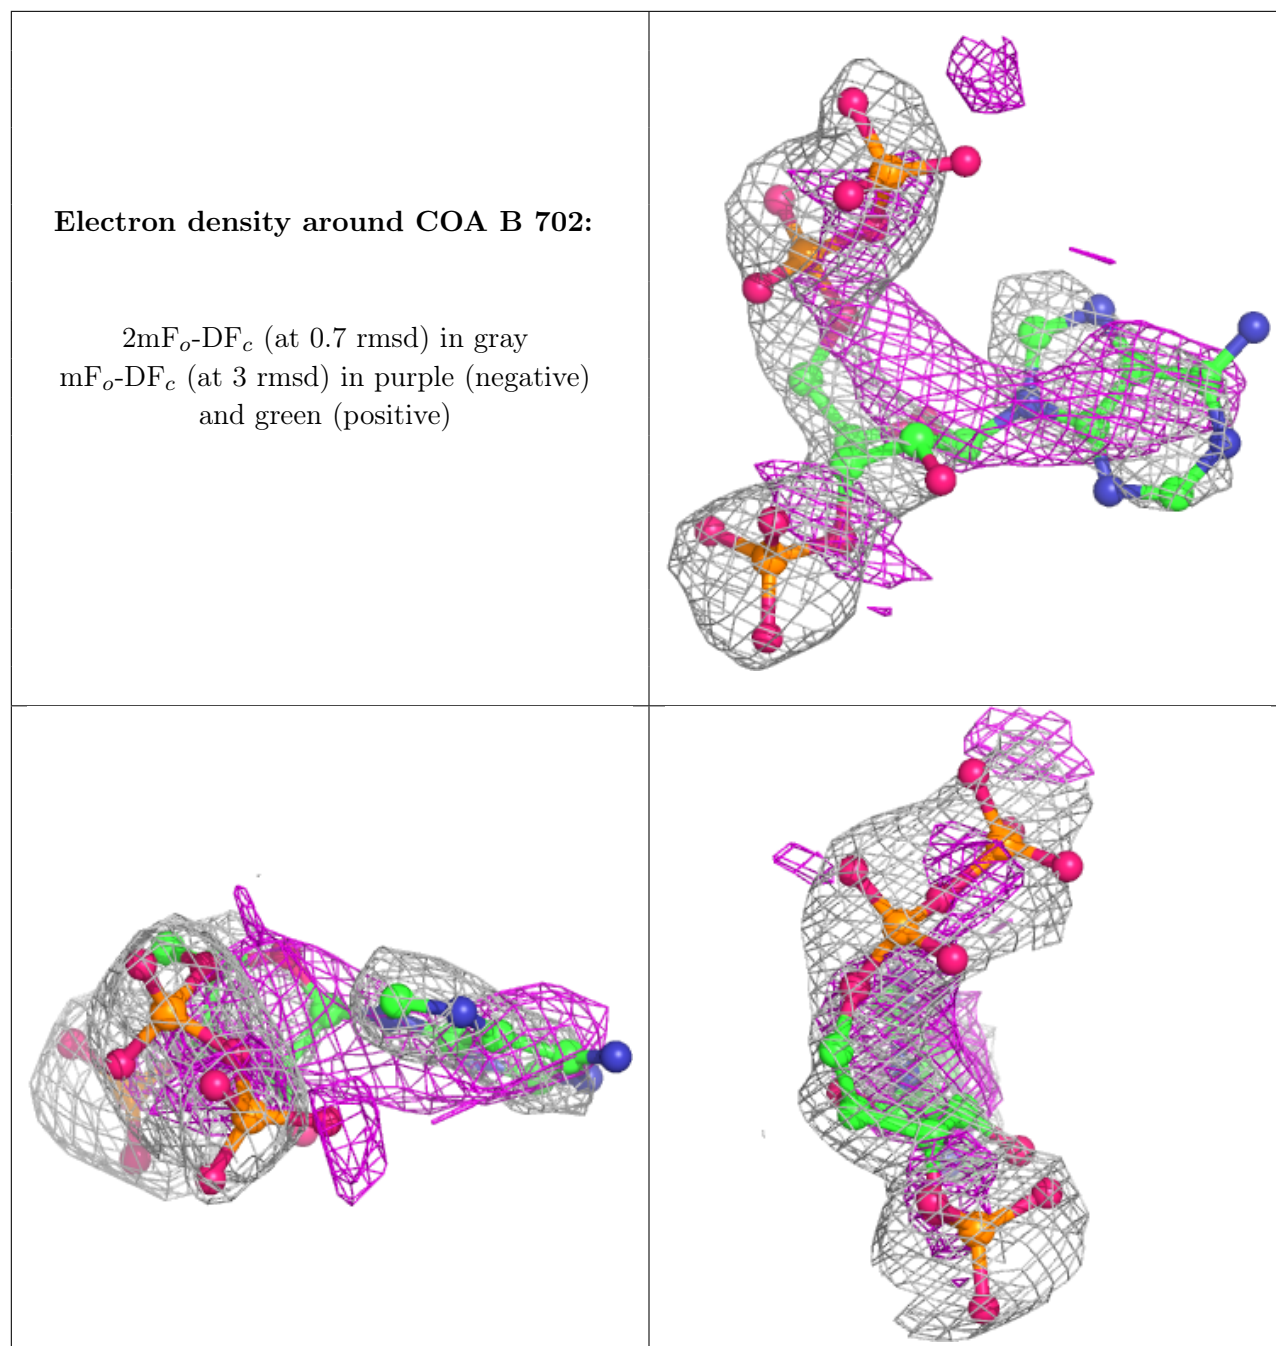 Electron density around COA B 702:
2mFo-DFc (at 0.7 rmsd) in gray
mFo-DFc (at 3 rmsd) in purple (negative)
and green (positive)